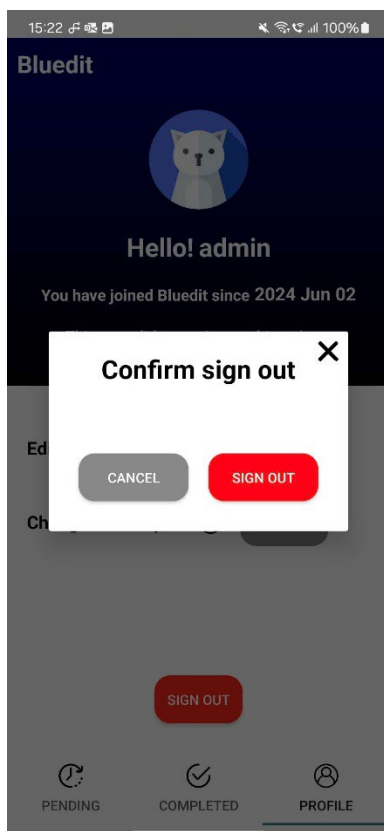 15:22 100%
Bluedit
Hello! admin
You have joined Bluedit since 2024 Jun 02
Confirm sign out
Ed
CANCEL SIGN OUT
Ch
SIGN OUT
PENDING COMPLETED PROFILE